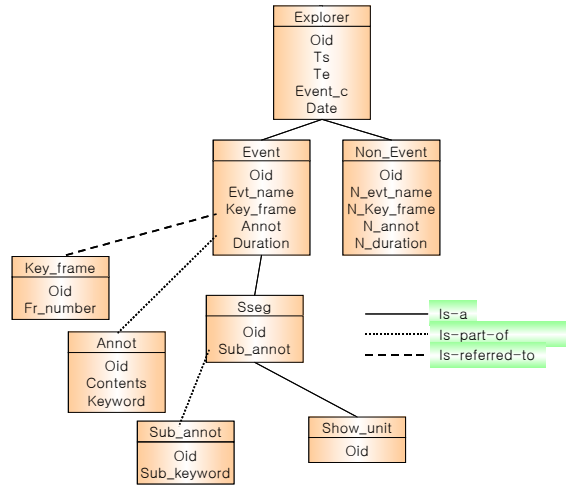 Explorer
Oid
Ts
Te
Event_c
Date
Event
Oid
Evt_name
Key_frame
Annot
Duration
Non_Event
Oid
N_evt_name
N_Key_frame
N_annot
N_duration
Key_frame
Oid
Fr_number
Sseg
Oid
Sub_annot
Annot
Oid
Contents
Keyword
Sub_annot
Oid
Sub_keyword
Show_unit
Oid
Is-a
Is-part-of
Is-referred-to